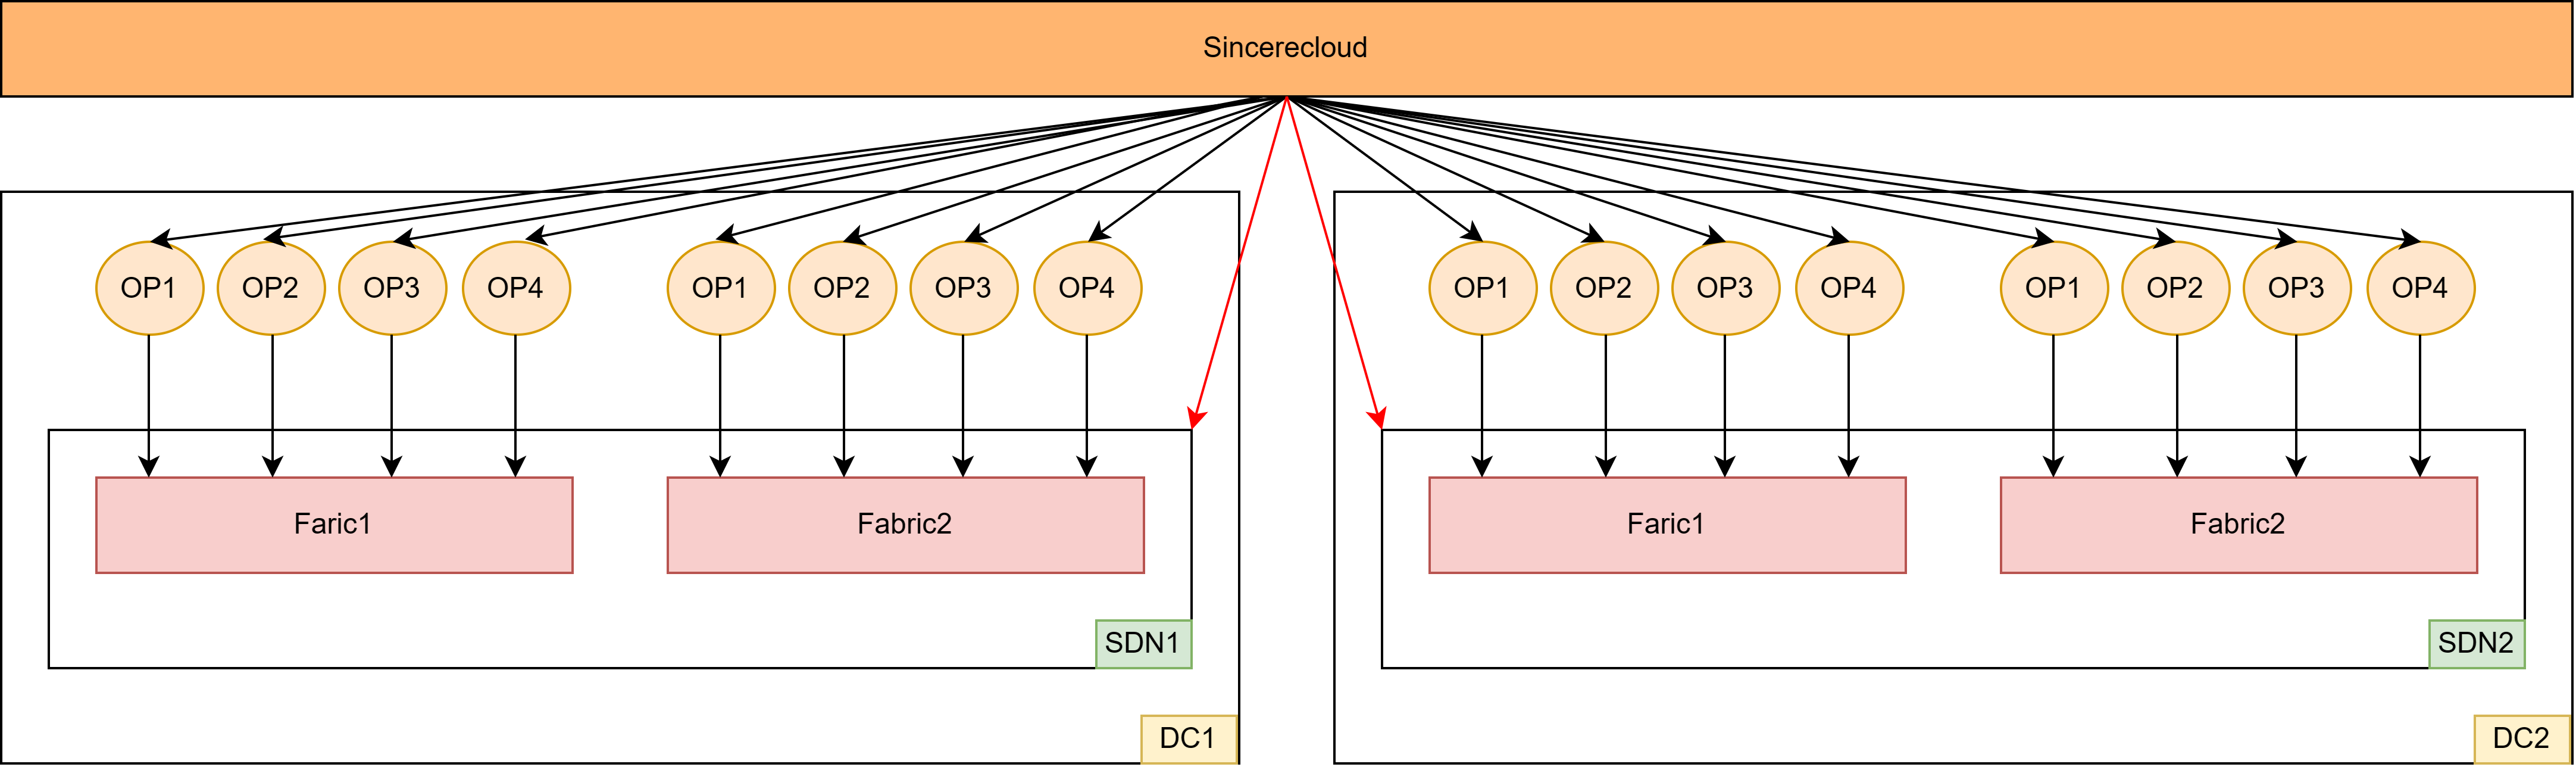 Sincerecloud
OP1 OP2 OP3 OP4 OP1 OP2 OP3 OP4 OP1 OP2 OP3 OP4 OP1 OP2 OP3 OP4
Faric1 Fabric2 Faric1 Fabric2
SDN1 SDN2
DC1 DC2